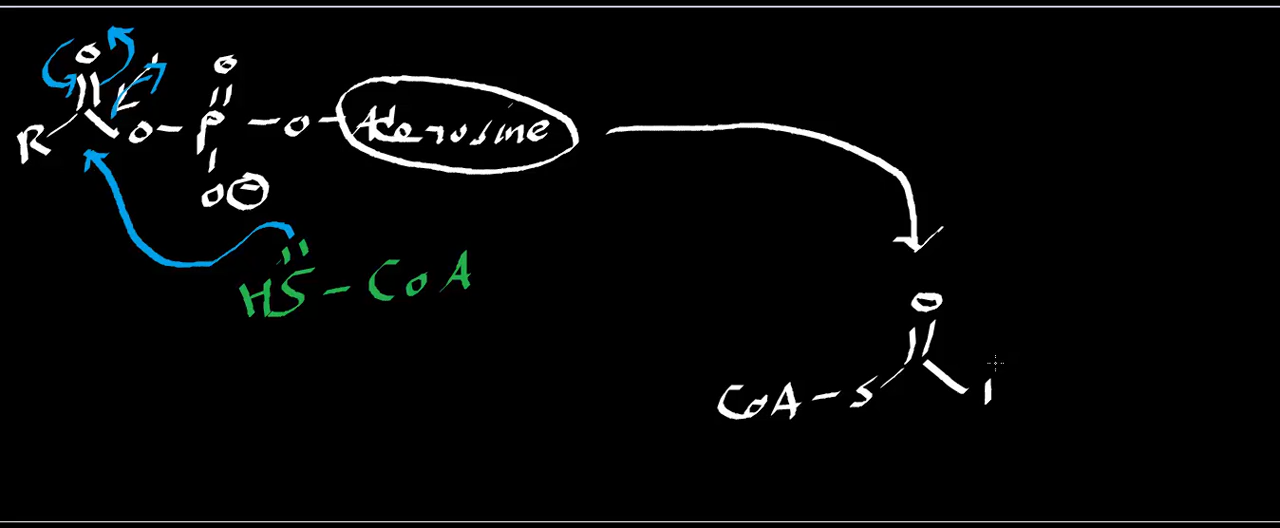 O O
R O - P - O - Adenosine
O⊖
HS - CoA
O
CoA - S